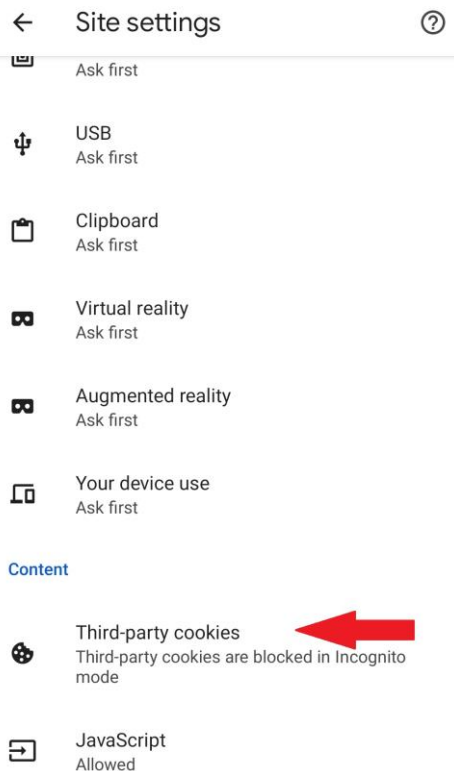 Site settings
Ask first
USB
Ask first
Clipboard
Ask first
Virtual reality
Ask first
Augmented reality
Ask first
Your device use
Ask first
Content
Third-party cookies
Third-party cookies are blocked in Incognito
mode
JavaScript
Allowed